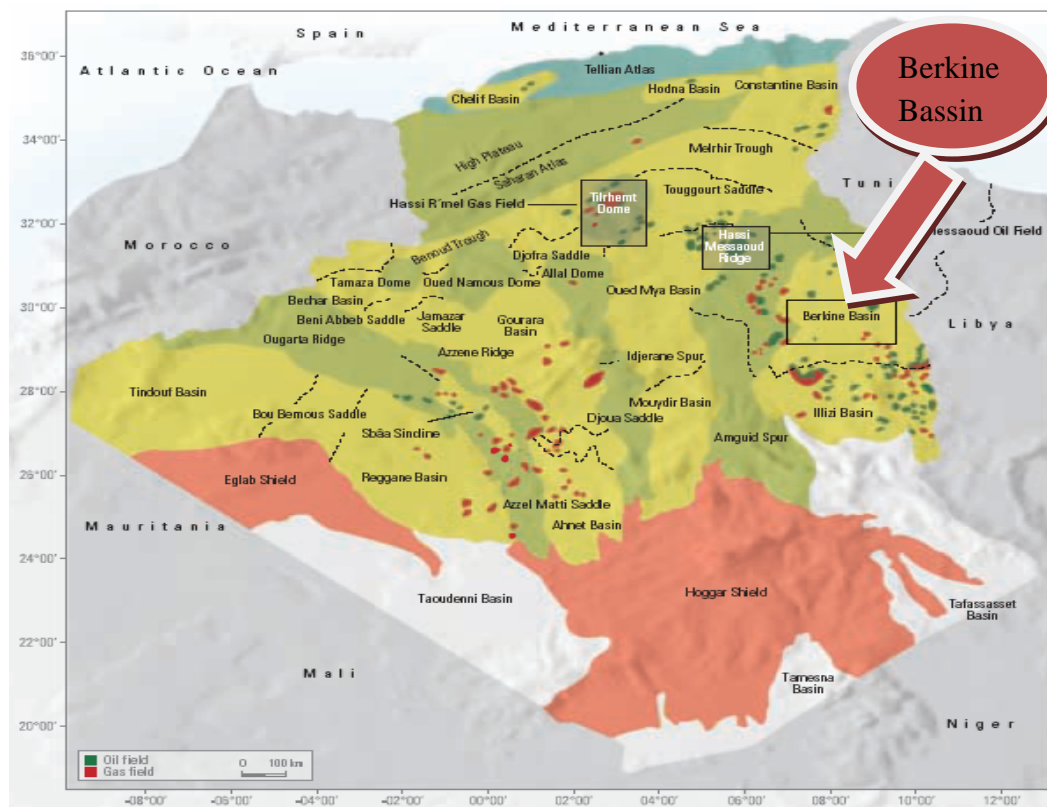 Spain
Mediterranean Sea
Atlantic Ocean
36°00'
34°00'
32°00'
30°00'
28°00'
26°00'
24°00'
22°00'
20°00'
Tellian Atlas
Berkine
Bassin
Chelif Basin
Hodna Basin
Constantine Basin
High Plateau
Saharan Atlas
Melrhir Trough
Touggourt Saddle
Tuni
Hassi R'mel Gas Field
Tilrhemt
Dome
Morocco
Benoud Trough
Hassi
Messaoud
Ridge
essaoud Oil Field
Djofra Saddle
Allal Dome
Tamaza Dome
Oued Namous Dome
Oued Mya Basin
Bechar Basin
Beni Abbeb Saddle
Jamazar
Saddle
Gourara
Basin
Berkine Basin
Libya
Ougarta Ridge
Azzene Ridge
Idjerane Spur
Tindouf Basin
Bou Bernous Saddle
Mouydir Basin
Djoua Saddle
Illizi Basin
Sbâa Sincline
Amguid Spur
Eglab Shield
Reggane Basin
Azzel Matti Saddle
Ahnet Basin
Mauritania
Taoudenni Basin
Hoggar Shield
Tafassasset
Basin
Mali
Tamesna
Basin
Niger
Oil field
Gas field
0 100 km
-08°00' -06°00' -04°00' -02°00' 00°00' 02°00' 04°00' 06°00' 08°00' 10°00' 12°00'